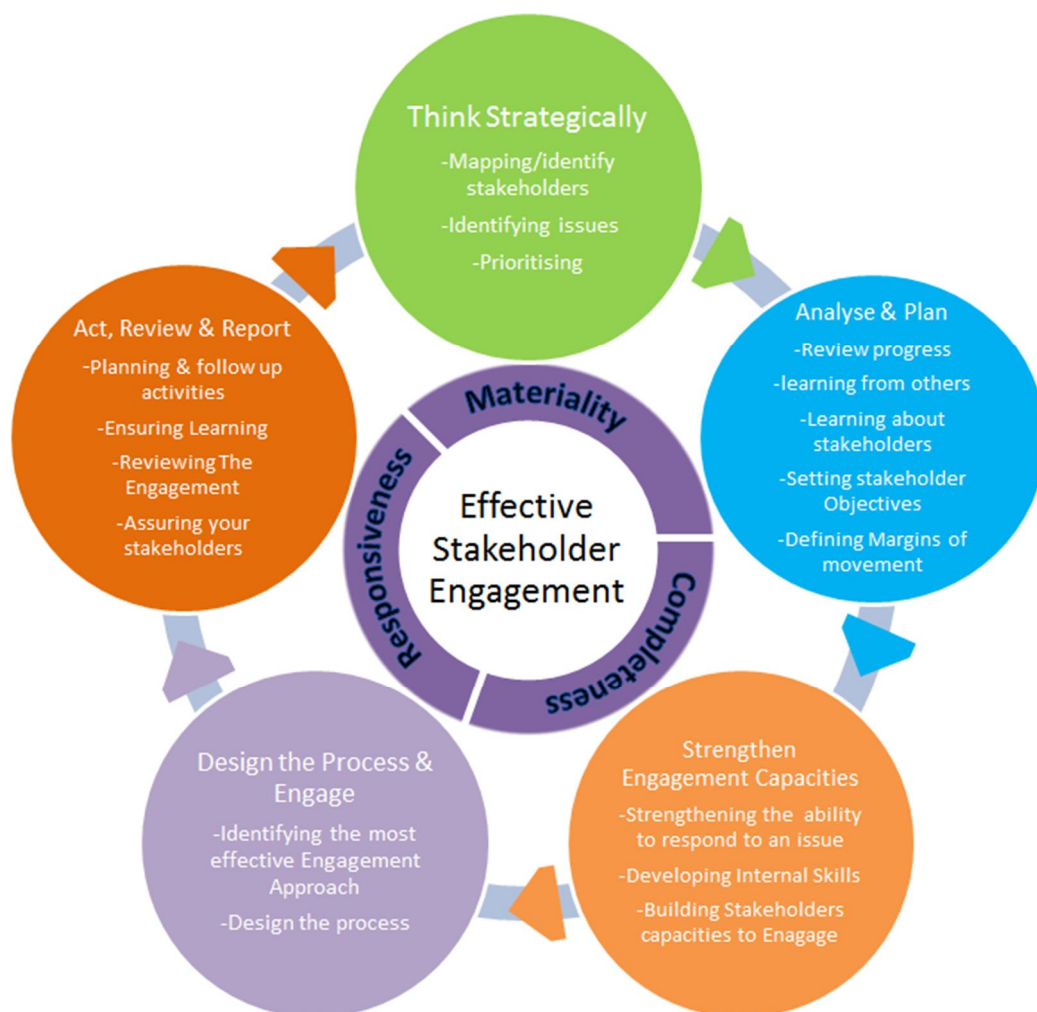 Think Strategically
-Mapping/identify
stakeholders
-Identifying issues
-Prioritising
Analyse & Plan
-Review progress
-learning from others
-Learning about
stakeholders
-Setting stakeholder
Objectives
-Defining Margins of
movement
Strengthen
Engagement Capacities
-Strengthening the ability
to respond to an issue
-Developing Internal Skills
-Building Stakeholders
capacities to Enagage
Design the Process &
Engage
-Identifying the most
effective Engagement
Approach
-Design the process
Act, Review & Report
-Planning & follow up
activities
-Ensuring Learning
-Reviewing The
Engagement
-Assuring your
stakeholders
Materiality
Completeness
Responsiveness
Effective
Stakeholder
Engagement